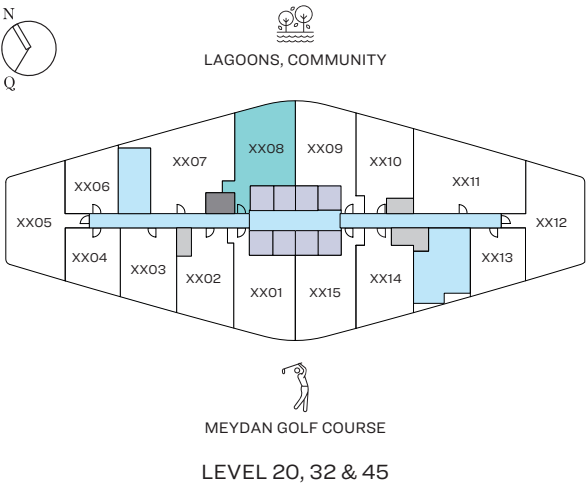 N
Q
LAGOONS, COMMUNITY
XX08
XX09
XX07
XX10
XX06
XX11
XX05
XX12
XX04
XX03
XX02
XX01
XX15
XX14
XX13
MEYDAN GOLF COURSE
LEVEL 20, 32 & 45